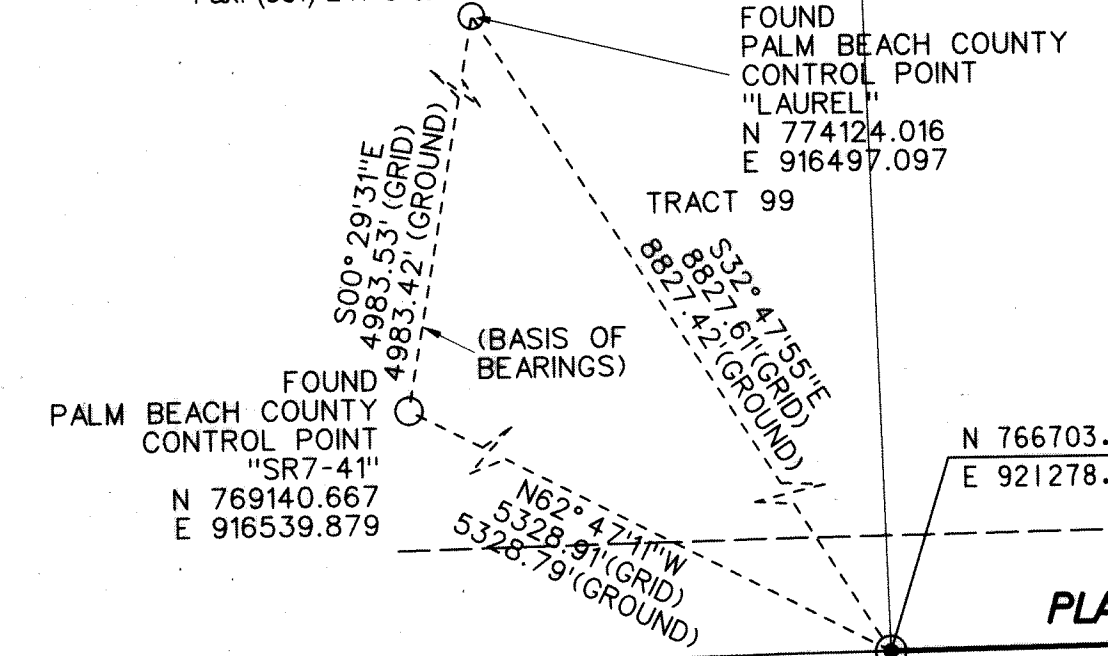 FOUND
PALM BEACH COUNTY
CONTROL POINT
"LAUREL"
N 774124.016
E 916497.097
TRACT 99
S00°29'31"E
4983.53' (GRID)
4983.42' (GROUND)
(BASIS OF
BEARINGS)
S32°47'55"E
8827.61'(GRID)
8827.42'(GROUND)
FOUND
PALM BEACH COUNTY
CONTROL POINT
"SR7-41"
N 769140.667
E 916539.879
N62°47'11"W
5328.91'(GRID)
5328.79'(GROUND)
N 766703.
E 921278.
PLA